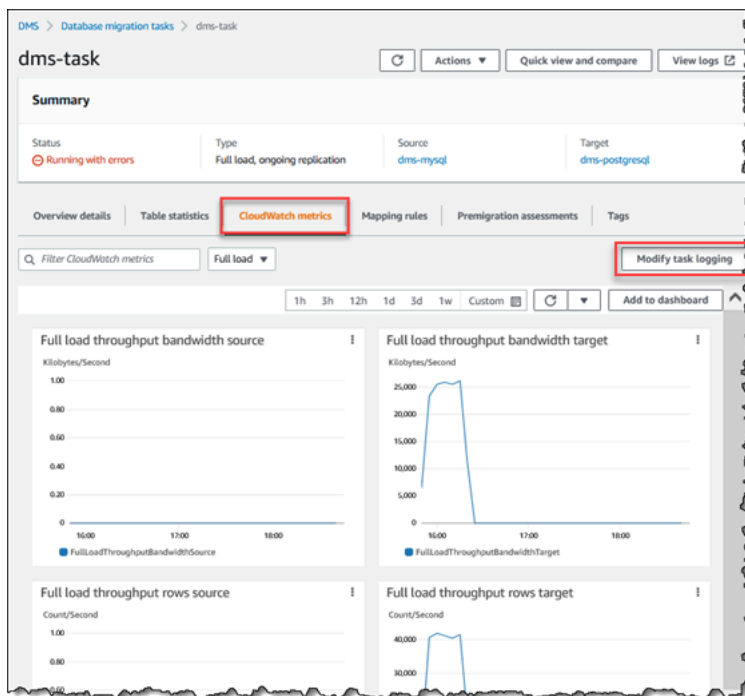 DMS > Database migration tasks > dms-task
dms-task
Actions ▼ Quick view and compare View logs
Summary
Status Type Source Target
Running with errors Full load, ongoing replication dms-mysql dms-postgresql
Overview details Table statistics CloudWatch metrics Mapping rules Premigration assessments Tags
Filter CloudWatch metrics Full load ▼ Modify task logging
1h 3h 12h 1d 3d 1w Custom ▼ Add to dashboard
Full load throughput bandwidth source
Kilobytes/Second
1.00
0.80
0.60
0.40
0.20
0
16:00 17:00 18:00
FullLoadThroughputBandwidthSource
Full load throughput bandwidth target
Kilobytes/Second
25,000
20,000
15,000
10,000
5,000
0
16:00 17:00 18:00
FullLoadThroughputBandwidthTarget
Full load throughput rows source
Count/Second
1.00
0.80
0.60
Full load throughput rows target
Count/Second
40,000
30,000